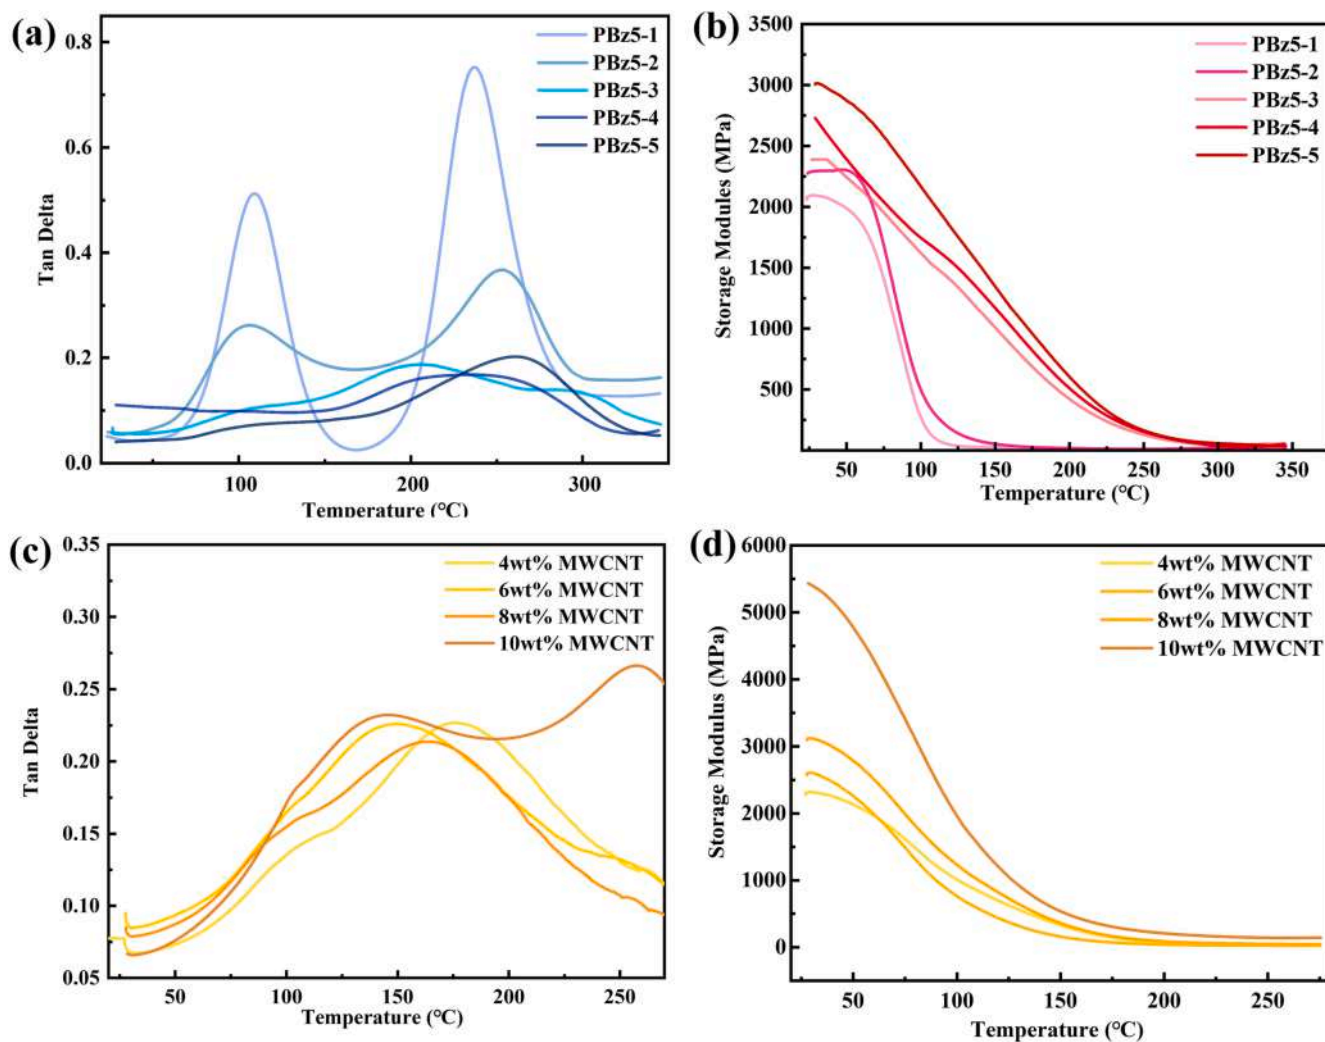 (a)
0.8
0.6
0.4
0.2
0.0
Tan Delta
PBz5-1
PBz5-2
PBz5-3
PBz5-4
PBz5-5
100
200
300
Temperature (℃)
(b)
3500
3000
2500
2000
1500
1000
500
Storage Modules (MPa)
PBz5-1
PBz5-2
PBz5-3
PBz5-4
PBz5-5
50
100
150
200
250
300
350
Temperature (℃)
(c)
0.35
0.30
0.25
0.20
0.15
0.10
0.05
Tan Delta
4wt% MWCNT
6wt% MWCNT
8wt% MWCNT
10wt% MWCNT
50
100
150
200
250
Temperature (℃)
(d)
6000
5000
4000
3000
2000
1000
0
Storage Modulus (MPa)
4wt% MWCNT
6wt% MWCNT
8wt% MWCNT
10wt% MWCNT
50
100
150
200
250
Temperature (℃)